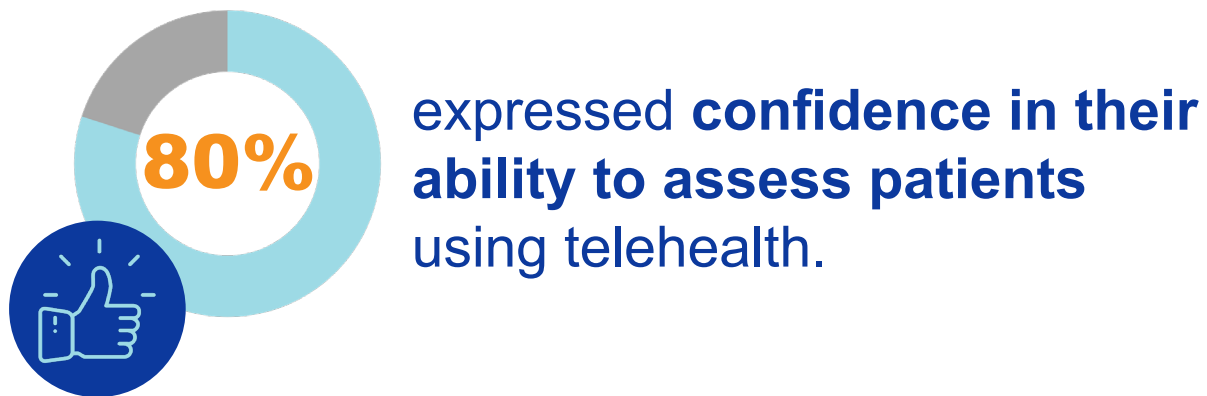 80%
expressed confidence in their
ability to assess patients
using telehealth.